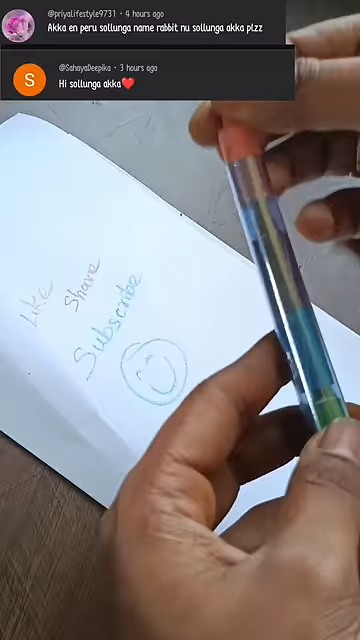 @priyalifestyle9731 · 4 hours ago
Akka en peru sollunga name rabbit nu sollunga akka plzz
S
@SahayaDeepika · 3 hours ago
Hi sollunga akka❤️
Like
Share
Subscribe